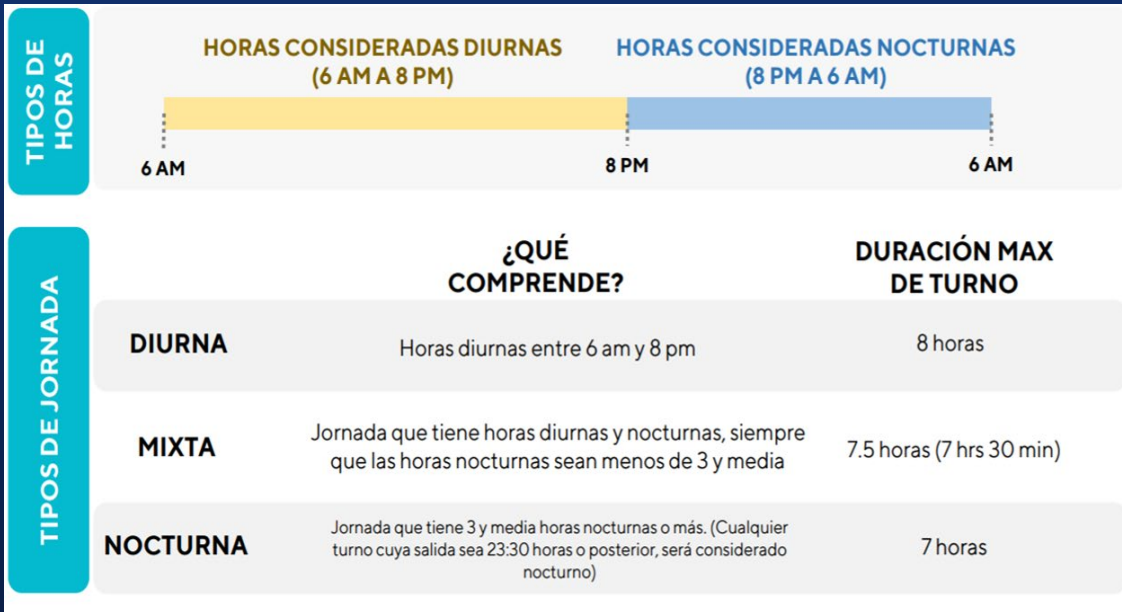 TIPOS DE
HORAS
HORAS CONSIDERADAS DIURNAS
(6 AM A 8 PM)
HORAS CONSIDERADAS NOCTURNAS
(8 PM A 6 AM)
6 AM
8 PM
6 AM
TIPOS DE JORNADA
¿QUÉ
COMPRENDE?
DURACIÓN MAX
DE TURNO
DIURNA
Horas diurnas entre 6 am y 8 pm
8 horas
MIXTA
Jornada que tiene horas diurnas y nocturnas, siempre
que las horas nocturnas sean menos de 3 y media
7.5 horas (7 hrs 30 min)
NOCTURNA
Jornada que tiene 3 y media horas nocturnas o más. (Cualquier
turno cuya salida sea 23:30 horas o posterior, será considerado
nocturno)
7 horas